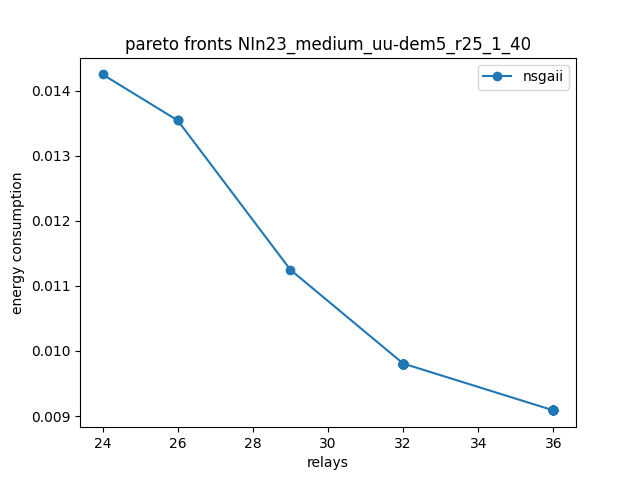 pareto fronts NIn23_medium_uu-dem5_r25_1_40
nsgaii
0.014
0.013
0.012
0.011
0.010
0.009
energy consumption
24 26 28 30 32 34 36
relays